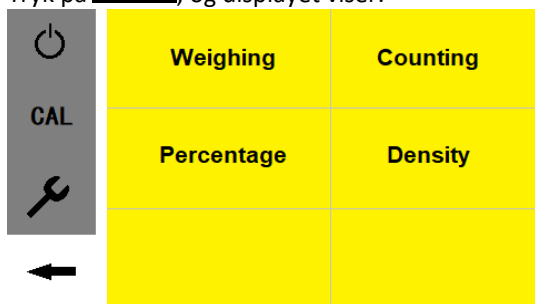 Tryk på , og displayet viser:
Weighing Counting
CAL
Percentage Density